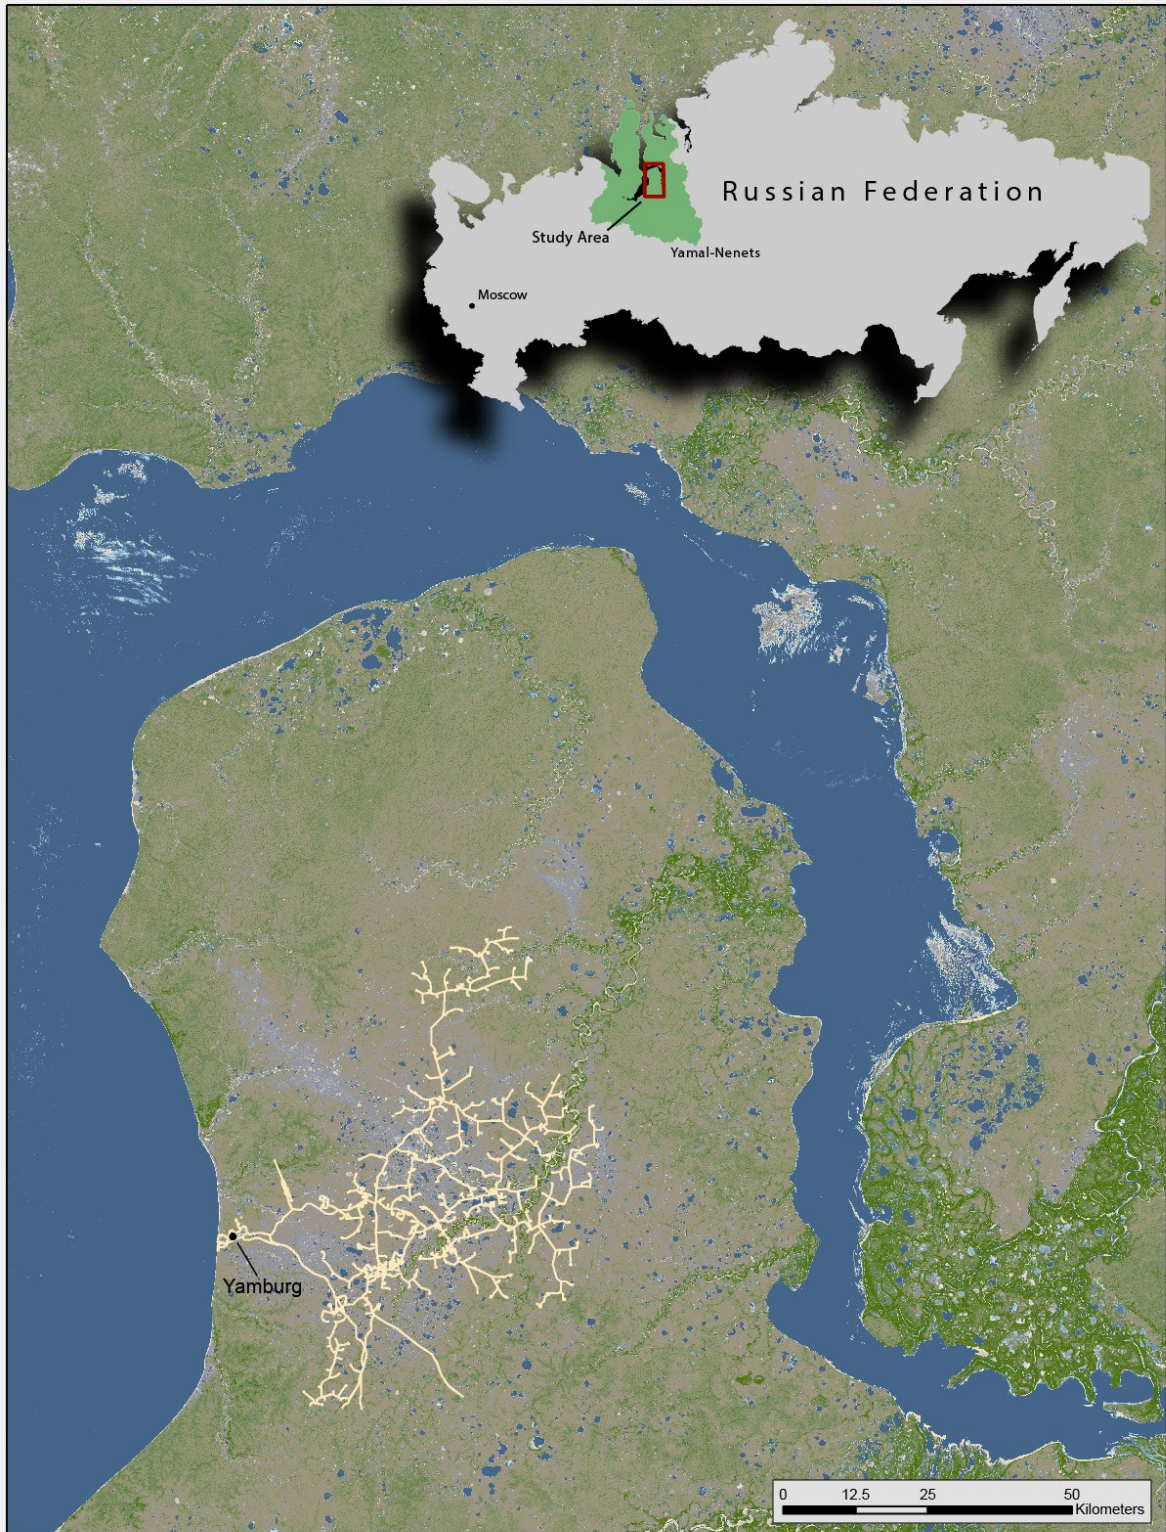 Russian Federation
Study Area
Yamal-Nenets
Moscow
Yamburg
0 12.5 25 50
Kilometers